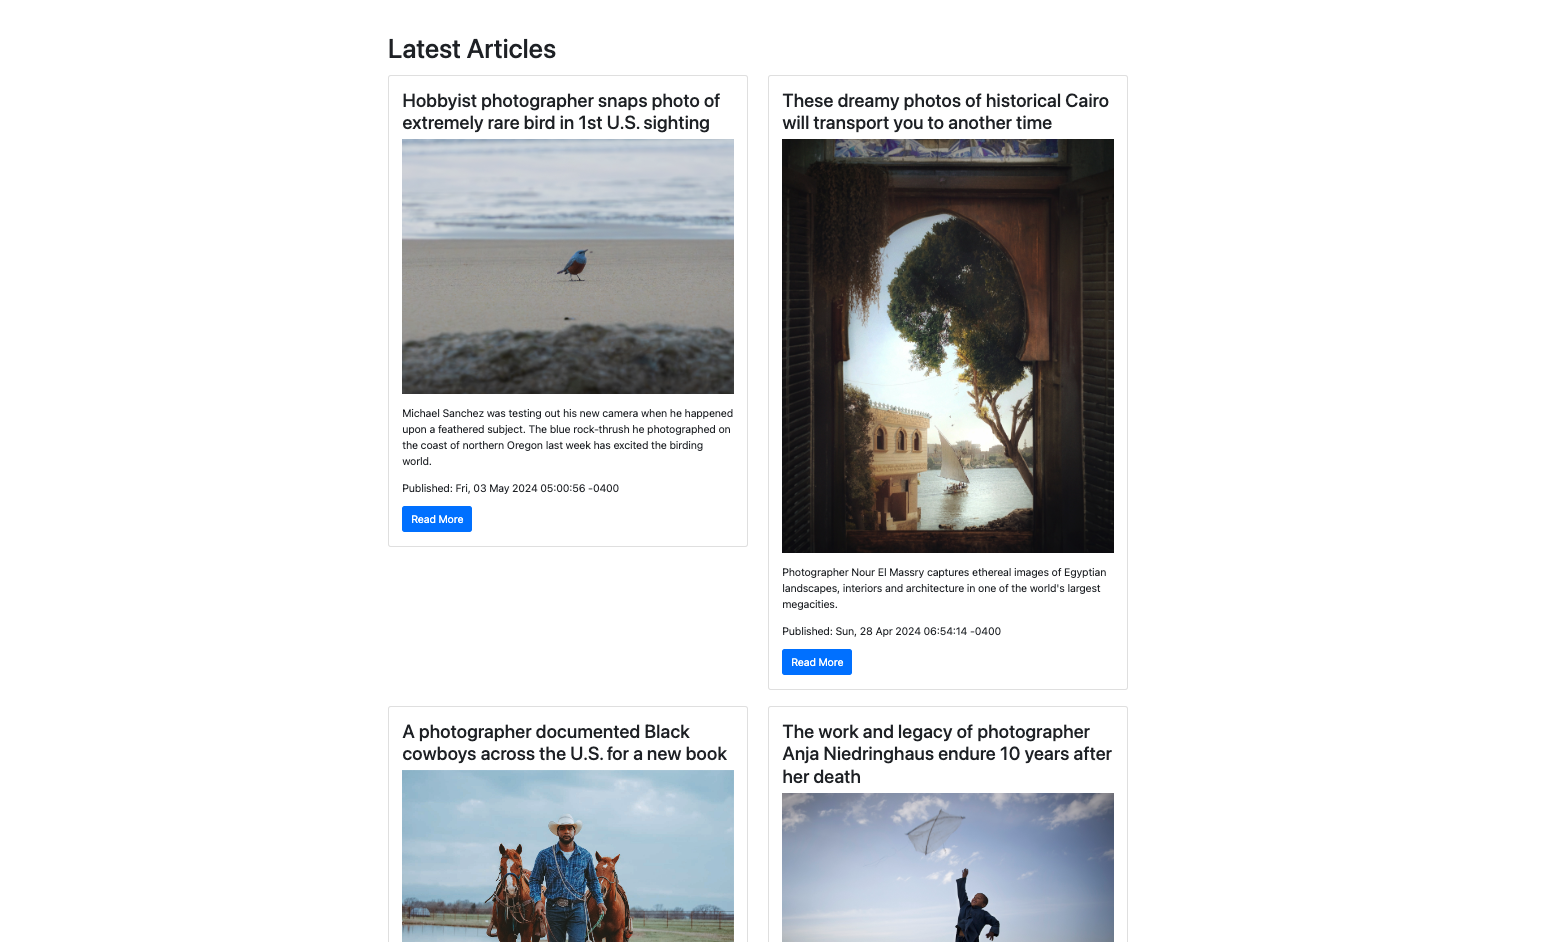 Latest Articles
Hobbyist photographer snaps photo of
extremely rare bird in 1st U.S. sighting
Michael Sanchez was testing out his new camera when he happened
upon a feathered subject. The blue rock-thrush he photographed on
the coast of northern Oregon last week has excited the birding
world.
Published: Fri, 03 May 2024 05:00:56 -0400
Read More
These dreamy photos of historical Cairo
will transport you to another time
Photographer Nour El Massry captures ethereal images of Egyptian
landscapes, interiors and architecture in one of the world's largest
megacities.
Published: Sun, 28 Apr 2024 06:54:14 -0400
Read More
A photographer documented Black
cowboys across the U.S. for a new book
The work and legacy of photographer
Anja Niedringhaus endure 10 years after
her death